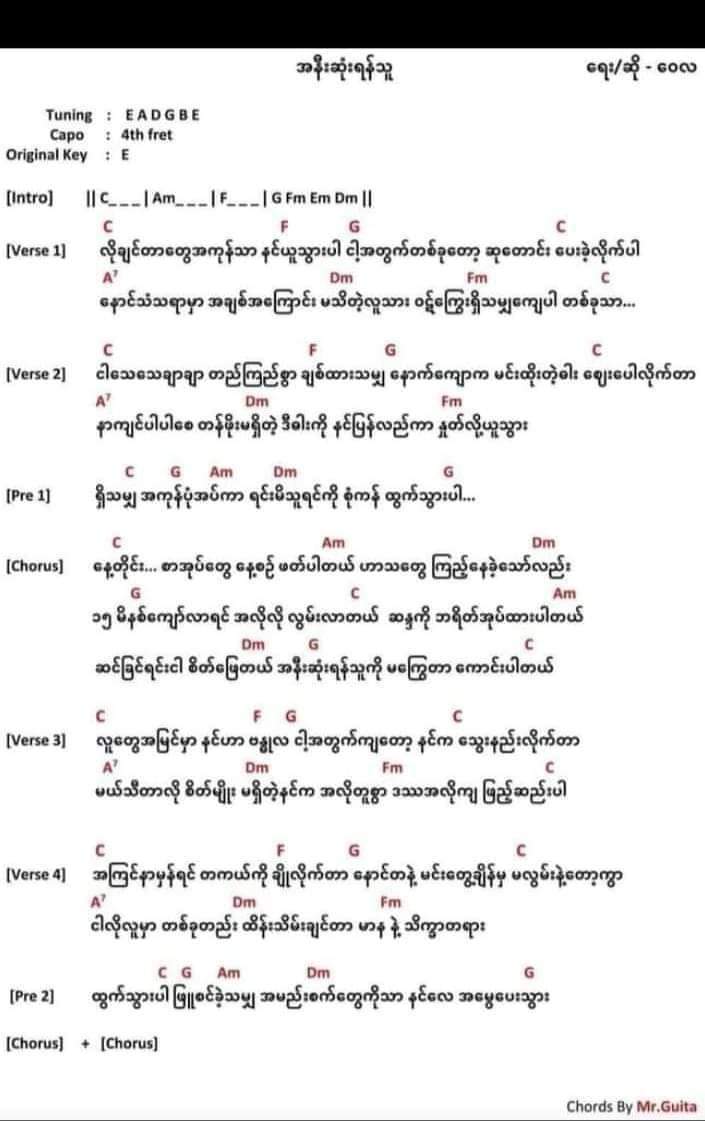 အနီးဆုံးရန်သူ ရေး/ဆို - ဝေလ
Tuning : E A D G B E
Capo : 4th fret
Original Key : E
[Intro] || C_ _ _ | Am_ _ _ | F_ _ _ | G Fm Em Dm ||
C F G C
[Verse 1] လိုချင်တာတွေအကုန်သာ နင်ယူသွားပါ ငါ့အတွက်တစ်ခုတော့ ဆုတောင်း ပေးခဲ့လိုက်ပါ
A⁷ Dm Fm C
နောင်သံသရာမှာ အချစ်အကြောင်း မသိတဲ့လူသား ဝဋ်ကြွေးရှိသမျှကျေပါ တစ်ခုသာ...
C F G C
[Verse 2] ငါသေသေချာချာ တည်ကြည်စွာ ချစ်ထားသမျှ နောက်ကျောက မင်းထိုးတဲ့ဓါး ဈေးပေါလိုက်တာ
A⁷ Dm Fm
နာကျင်ပါပါစေ တန်ဖိုးမရှိတဲ့ ဒီဓါးကို နင်ပြန်လည်ကာ နှုတ်လို့ယူသွား
C G Am Dm G
[Pre 1] ရှိသမျှ အကုန်ပုံအပ်ကာ ရင်းမိသူရင်ကို စုံကန် ထွက်သွားပါ...
C Am Dm
[Chorus] နေ့တိုင်း... စာအုပ်တွေ နေ့စဉ် ဖတ်ပါတယ် ဟာသတွေ ကြည့်နေခဲ့သော်လည်း
G C Am
၁၅ မိနစ်ကျော်လာရင် အလိုလို လွမ်းလာတယ် ဆန္ဒကို ဘရိတ်အုပ်ထားပါတယ်
Dm G C
ဆင်ခြင်ရင်းငါ စိတ်ဖြေတယ် အနီးဆုံးရန်သူကို မကြွေတာ ကောင်းပါတယ်
C F G C
[Verse 3] လူတွေအမြင်မှာ နင်ဟာ ဗန္ဓုလ ငါ့အတွက်ကျတော့ နင်က သွေးနည်းလိုက်တာ
A⁷ Dm Fm C
မယ်သီတာလို စိတ်မျိုး မရှိတဲ့နင်က အလိုတူစွာ ဒဿအလိုကျ ဖြည့်ဆည်းပါ
C F G C
[Verse 4] အကြင်နာမှန်ရင် တကယ်ကို ချိုလိုက်တာ နောင်တနဲ့ မင်းတွေ့ချိန်မှ မလွမ်းနဲ့တော့ကွာ
A⁷ Dm Fm
ငါလိုလူမှာ တစ်ခုတည်း ထိန်းသိမ်းချင်တာ မာန နဲ့ သိက္ခာတရား
C G Am Dm G
[Pre 2] ထွက်သွားပါ ဖြူစင်ခဲ့သမျှ အမည်းစက်တွေကိုသာ နင်လေ အမွေပေးသွား
[Chorus] + [Chorus]
Chords By Mr.Guita